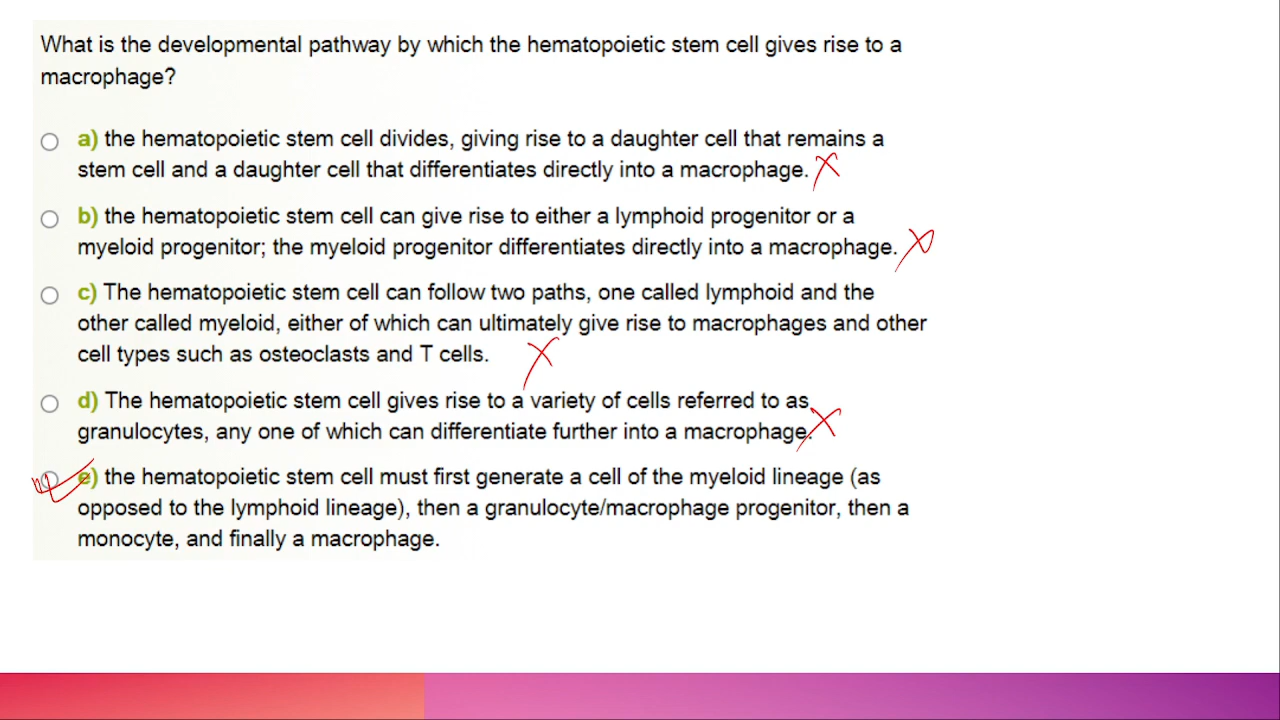 What is the developmental pathway by which the hematopoietic stem cell gives rise to a
macrophage?
a) the hematopoietic stem cell divides, giving rise to a daughter cell that remains a
stem cell and a daughter cell that differentiates directly into a macrophage.
b) the hematopoietic stem cell can give rise to either a lymphoid progenitor or a
myeloid progenitor; the myeloid progenitor differentiates directly into a macrophage.
c) The hematopoietic stem cell can follow two paths, one called lymphoid and the
other called myeloid, either of which can ultimately give rise to macrophages and other
cell types such as osteoclasts and T cells.
d) The hematopoietic stem cell gives rise to a variety of cells referred to as
granulocytes, any one of which can differentiate further into a macrophage.
e) the hematopoietic stem cell must first generate a cell of the myeloid lineage (as
opposed to the lymphoid lineage), then a granulocyte/macrophage progenitor, then a
monocyte, and finally a macrophage.